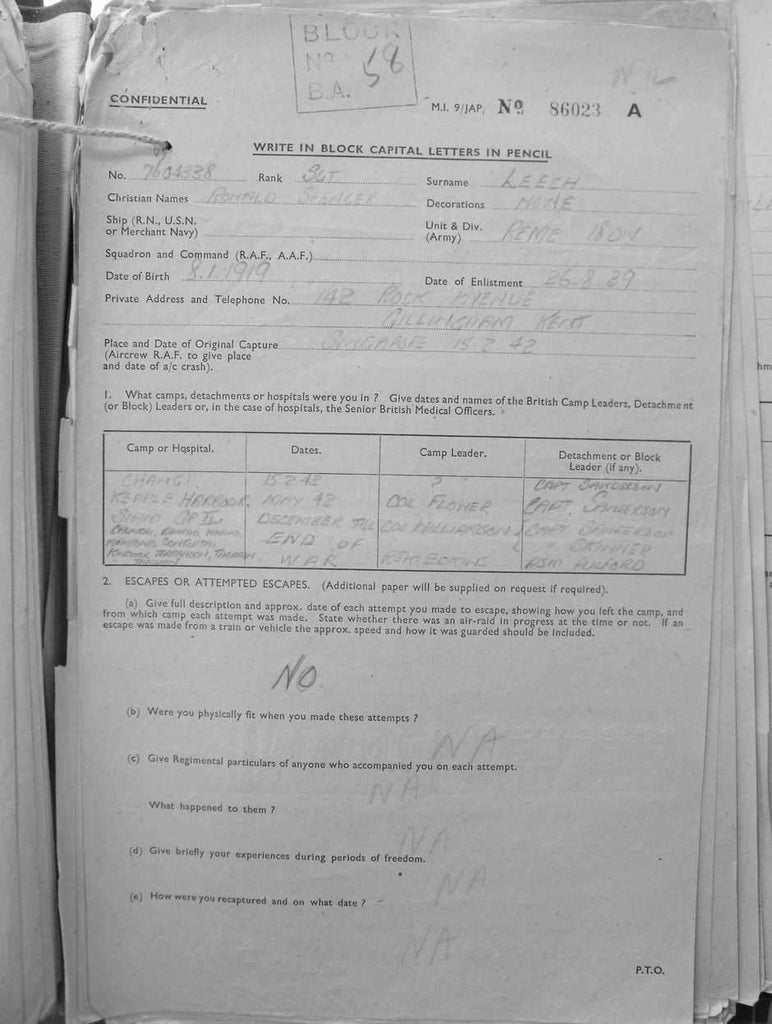 BLOCK
No. 58
B.A.
CONFIDENTIAL
M.I. 9/JAP. No 86023 A
WRITE IN BLOCK CAPITAL LETTERS IN PENCIL
No. 7604338 Rank SGT Surname LEECH
Christian Names RONALD SPENCER Decorations NONE
Ship (R.N., U.S.N.
or Merchant Navy)
Unit & Div.
(Army) REME 18 DIV
Squadron and Command (R.A.F., A.A.F.)
Date of Birth 8.1.1919 Date of Enlistment 26.8.39
Private Address and Telephone No. 142 ROCK AVENUE
GILLINGHAM KENT
Place and Date of Original Capture SINGAPORE 15 2 42
(Aircrew R.A.F. to give place
and date of a/c crash).
1. What camps, detachments or hospitals were you in ? Give dates and names of the British Camp Leaders, Detachment
(or Block) Leaders or, in the case of hospitals, the Senior British Medical Officers.
Camp or Hospital. Dates. Camp Leader. Detachment or Block
Leader (if any).
CHANGI 15 2 42 ? CAPT SANDERSON
KEPPLE HARBOUR MAY 42 COL FLOWER CAPT. SANDERSON
SIAM GP II DECEMBER TILL COL WILLIAMSON CAPT SANDERSON
END OF " SKINNER
WAR RSM
2. ESCAPES OR ATTEMPTED ESCAPES. (Additional paper will be supplied on request if required).
(a) Give full description and approx. date of each attempt you made to escape, showing how you left the camp, and
from which camp each attempt was made. State whether there was an air-raid in progress at the time or not. If an
escape was made from a train or vehicle the approx. speed and how it was guarded should be included.
NO.
(b) Were you physically fit when you made these attempts ?
NA
(c) Give Regimental particulars of anyone who accompanied you on each attempt.
NA
What happened to them ?
NA
(d) Give briefly your experiences during periods of freedom.
NA
(e) How were you recaptured and on what date ?
NA
P.T.O.